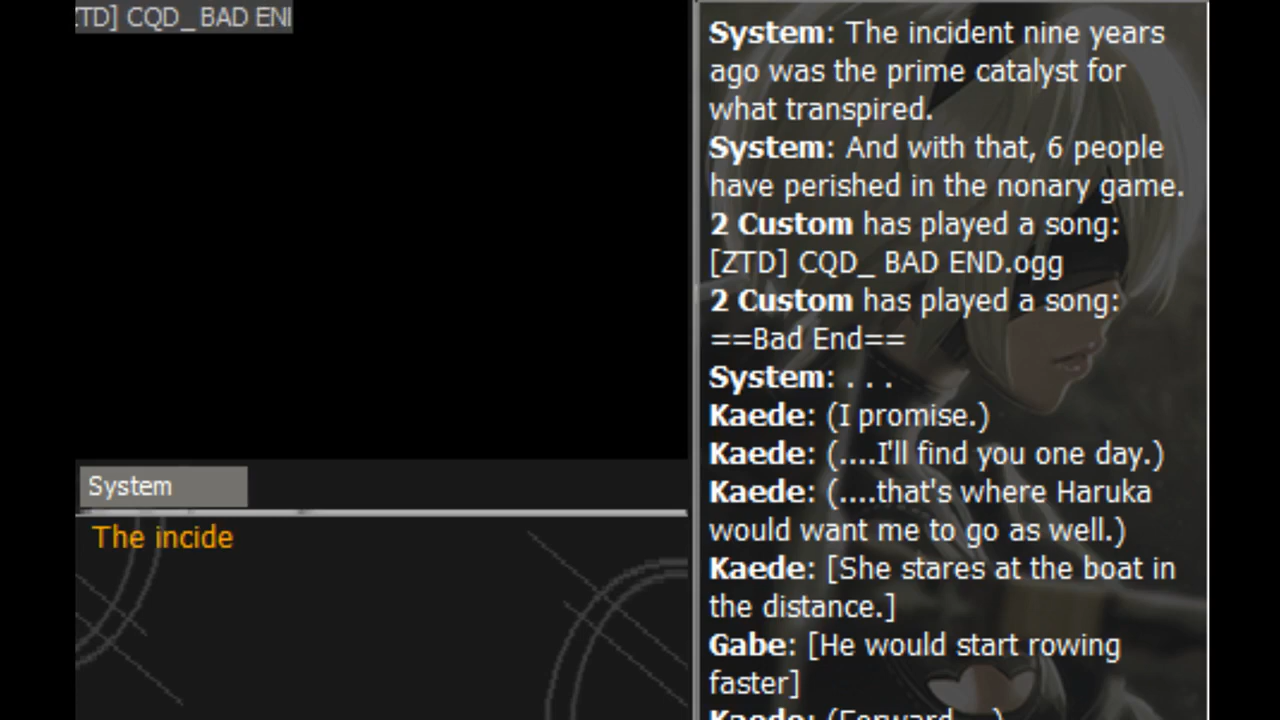 TD] CQD_ BAD EN
System
The incide
System: The incident nine years
ago was the prime catalyst for
what transpired.
System: And with that, 6 people
have perished in the nonary game.
2 Custom has played a song:
[ZTD] CQD_ BAD END.ogg
2 Custom has played a song:
==Bad End==
System: . . .
Kaede: (I promise.)
Kaede: (....I'll find you one day.)
Kaede: (....that's where Haruka
would want me to go as well.)
Kaede: [She stares at the boat in
the distance.]
Gabe: [He would start rowing
faster]
Kaede: (Forward....)